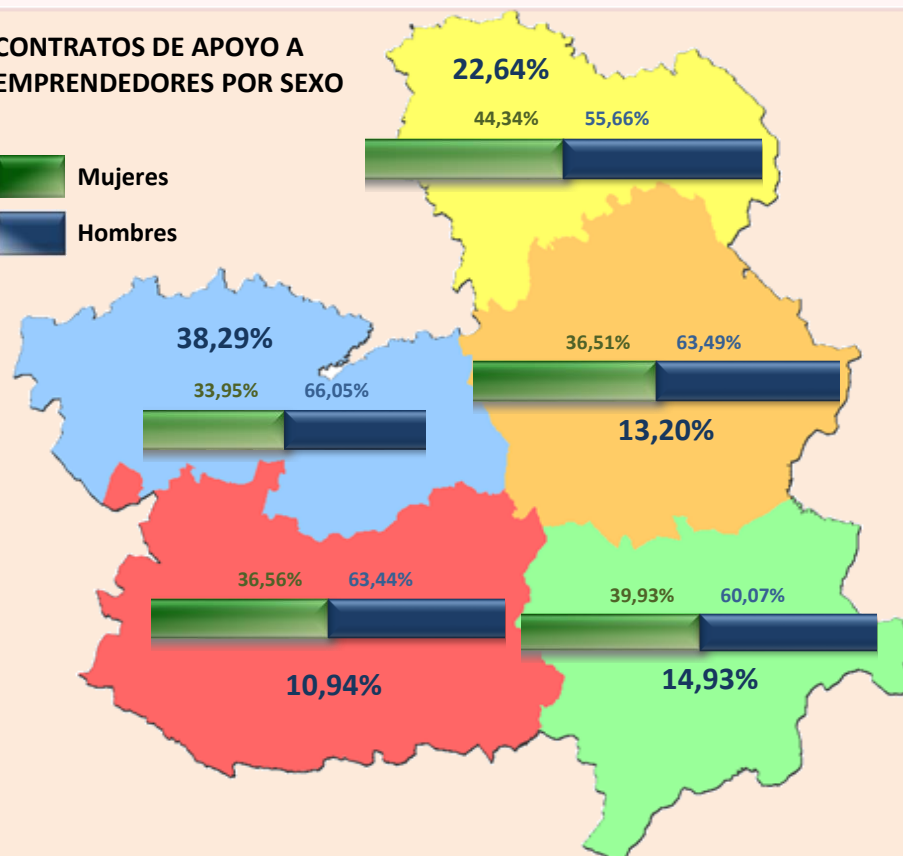 CONTRATOS DE APOYO A
EMPRENDEDORES POR SEXO
Mujeres
Hombres
22,64%
44,34% 55,66%
38,29%
33,95% 66,05%
36,51% 63,49%
13,20%
36,56% 63,44%
10,94%
39,93% 60,07%
14,93%